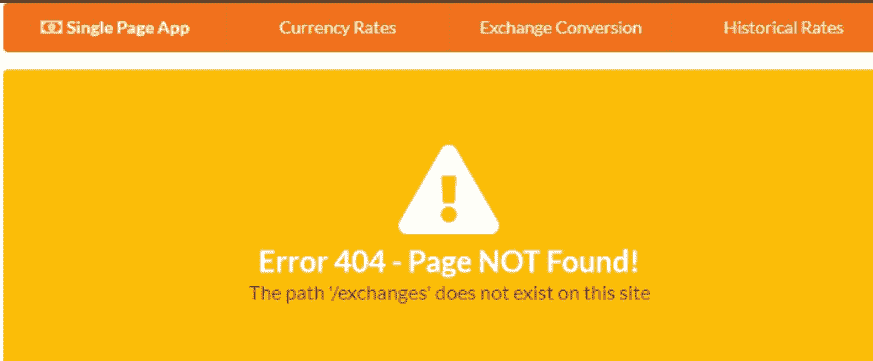 Single Page App Currency Rates Exchange Conversion Historical Rates
Error 404 - Page NOT Found!
The path '/exchanges' does not exist on this site